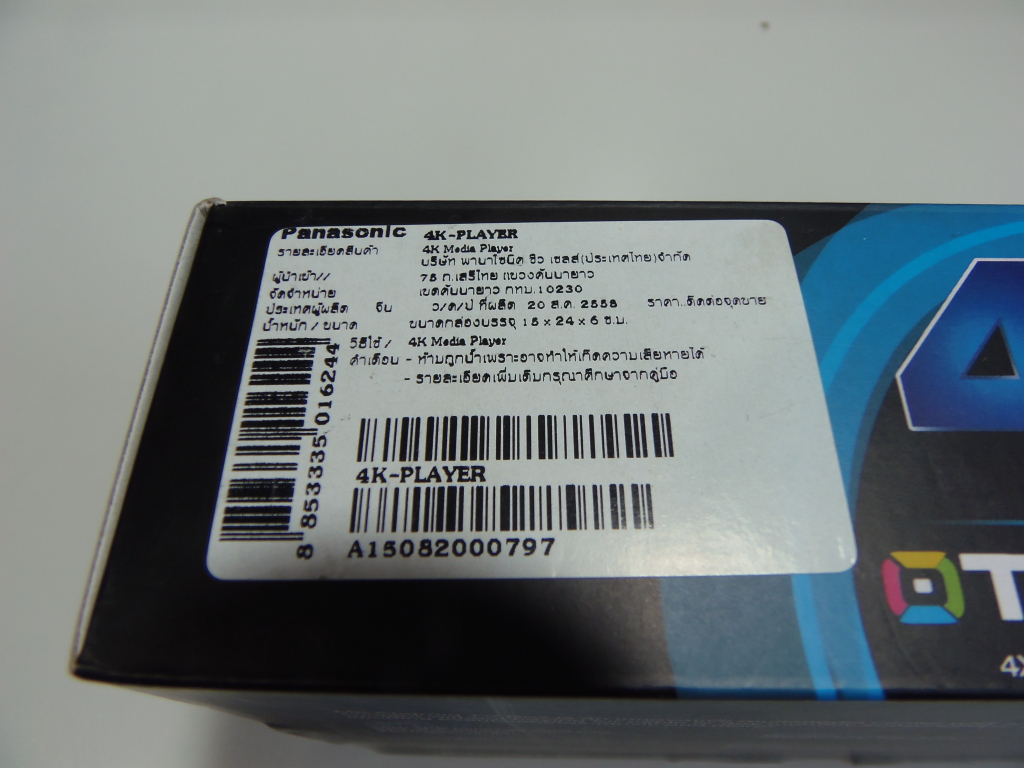 Panasonic 4K-PLAYER
รายละเอียดสินค้า 4K Media Player
บริษัท พานาโซนิค ซิว เซลส์(ประเทศไทย)จำกัด
ผู้นำเข้า// 75 ถ.เสรีไทย แขวงคันนายาว
จัดจำหน่าย เขตคันนายาว กทม.10230
ประเทศผู้ผลิต จีน ว/ด/ป ที่ผลิต 20 ส.ค. 2558 ราคา..ติดต่อจุดขาย
น้ำหนัก / ขนาด ขนาดกล่องบรรจุ 15 x 24 x 6 ซ.ม.
วิธีใช้ / 4K Media Player
คำเตือน - ห้ามถูกน้ำเพราะอาจทำให้เกิดความเสียหายได้
- รายละเอียดเพิ่มเติมกรุณาศึกษาจากคู่มือ
8 853335 016244
4K-PLAYER
A15082000797
4
T
4X